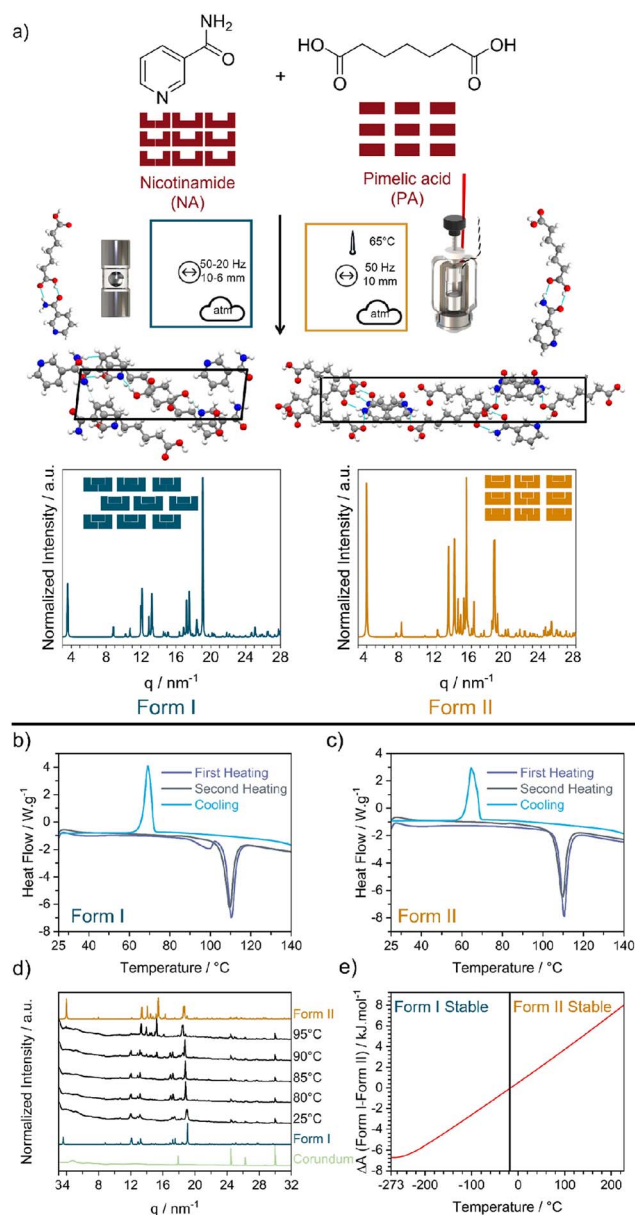 a)
NH₂
O
N
+
HO
OH
O
O
Nicotinamide
(NA)
Pimelic acid
(PA)
50-20 Hz
10-6 mm
atm
65°C
50 Hz
10 mm
atm
Normalized Intensity / a.u.
4 8 12 16 20 24 28
q / nm⁻¹
Form I
Normalized Intensity / a.u.
4 8 12 16 20 24 28
q / nm⁻¹
Form II
b)
First Heating
Second Heating
Cooling
Heat Flow / W.g⁻¹
4
2
0
-2
-4
-6
-8
Form I
25 40 60 80 100 120 140
Temperature / °C
c)
First Heating
Second Heating
Cooling
Heat Flow / W.g⁻¹
4
2
0
-2
-4
-6
-8
Form II
25 40 60 80 100 120 140
Temperature / °C
d)
Normalized Intensity / a.u.
Form II
95°C
90°C
85°C
80°C
25°C
Form I
Corundum
3 4 8 12 16 20 24 28 32
q / nm⁻¹
e)
Form I Stable
Form II Stable
ΔA (Form I-Form II) / kJ.mol⁻¹
8
6
4
2
0
-2
-4
-6
-8
-273 -200 -100 0 100 200
Temperature / °C